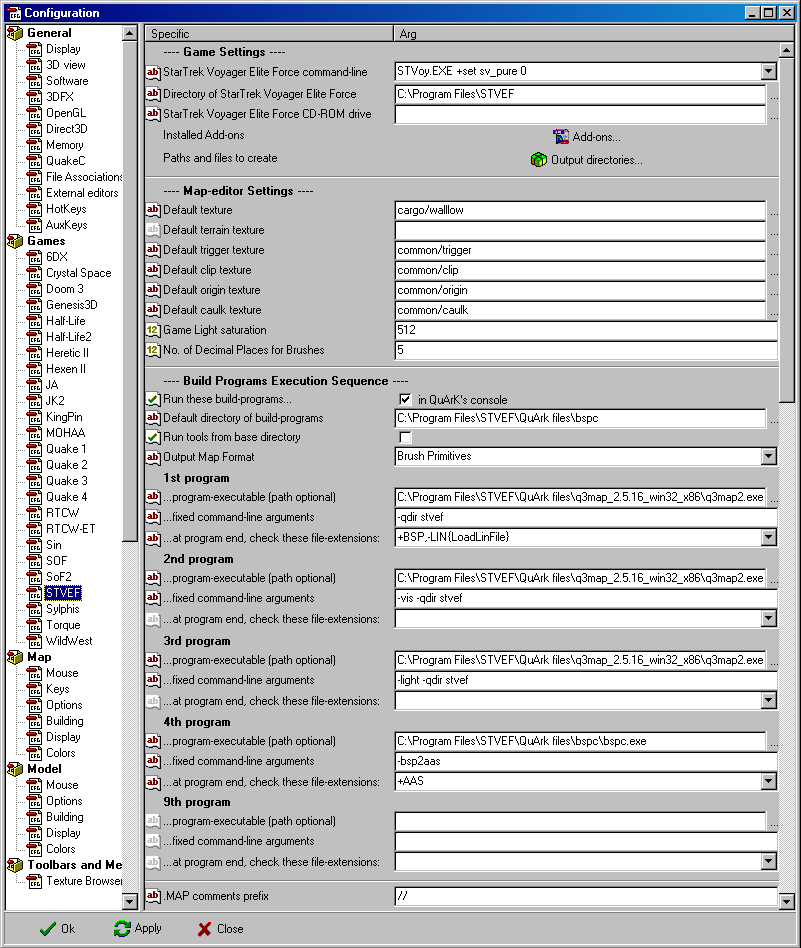 Configuration
General
Display
3D view
Software
3DFX
OpenGL
Direct3D
Memory
QuakeC
File Associations
External editors
HotKeys
AuxKeys
Games
6DX
Crystal Space
Doom 3
Genesis3D
Half-Life
Half-Life2
Heretic II
Hexen II
JA
JK2
KingPin
MOHAA
Quake 1
Quake 2
Quake 3
Quake 4
RTCW
RTCW-ET
Sin
SOF
SoF2
STVEF
Sylphis
Torque
WildWest
Map
Mouse
Keys
Options
Building
Display
Colors
Model
Mouse
Options
Building
Display
Colors
Toolbars and Me
Texture Browser
Specific Arg
---- Game Settings ----
StarTrek Voyager Elite Force command-line STVoy.EXE +set sv_pure 0
Directory of StarTrek Voyager Elite Force C:\Program Files\STVEF ...
StarTrek Voyager Elite Force CD-ROM drive ...
Installed Add-ons Add-ons...
Paths and files to create Output directories...
---- Map-editor Settings ----
Default texture cargo/walllow ...
Default terrain texture ...
Default trigger texture common/trigger ...
Default clip texture common/clip ...
Default origin texture common/origin ...
Default caulk texture common/caulk ...
Game Light saturation 512
No. of Decimal Places for Brushes 5
---- Build Programs Execution Sequence ----
Run these build-programs... in QuArK's console
Default directory of build-programs C:\Program Files\STVEF\QuArk files\bspc ...
Run tools from base directory
Output Map Format Brush Primitives
1st program
...program-executable (path optional) C:\Program Files\STVEF\QuArk files\q3map_2.5.16_win32_x86\q3map2.exe ...
...fixed command-line arguments -qdir stvef
...at program end, check these file-extensions: +BSP,-LIN{LoadLinFile}
2nd program
...program-executable (path optional) C:\Program Files\STVEF\QuArk files\q3map_2.5.16_win32_x86\q3map2.exe ...
...fixed command-line arguments -vis -qdir stvef
...at program end, check these file-extensions:
3rd program
...program-executable (path optional) C:\Program Files\STVEF\QuArk files\q3map_2.5.16_win32_x86\q3map2.exe ...
...fixed command-line arguments -light -qdir stvef
...at program end, check these file-extensions:
4th program
...program-executable (path optional) C:\Program Files\STVEF\QuArk files\bspc\bspc.exe ...
...fixed command-line arguments -bsp2aas
...at program end, check these file-extensions: +AAS
9th program
...program-executable (path optional) ...
...fixed command-line arguments
...at program end, check these file-extensions:
.MAP comments prefix //
Ok Apply Close